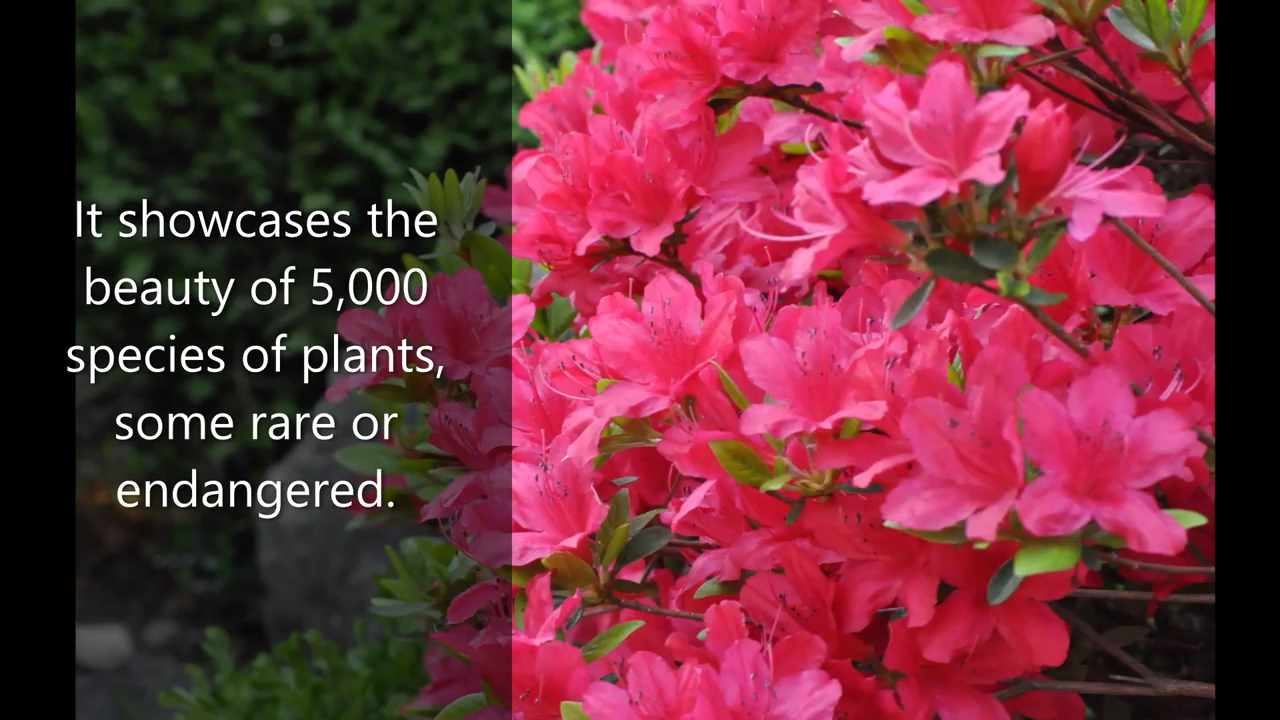 It showcases the
beauty of 5,000
species of plants,
some rare or
endangered.